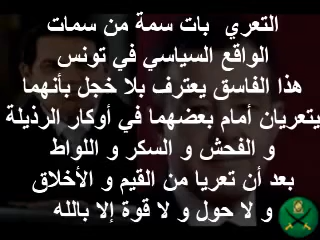 التعري  بات سمة من سمات
الواقع السياسي في تونس
هذا الفاسق يعترف بلا خجل بأنهما
يتعريان أمام بعضهما في أوكار الرذيلة
و الفحش و السكر و اللواط
بعد أن تعريا من القيم و الأخلاق
و لا حول و لا قوة إلا بالله